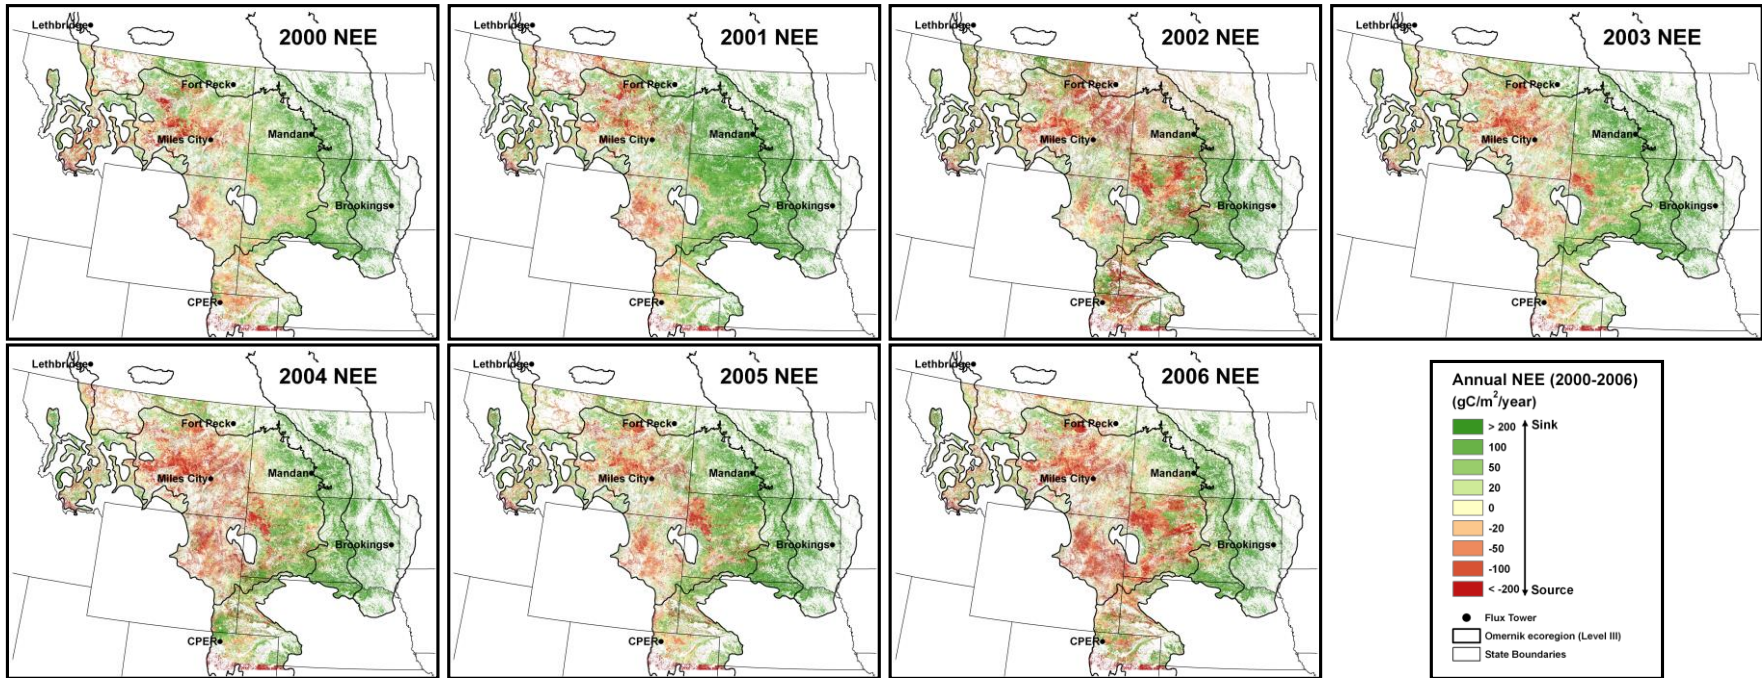 2000 NEE
Lethbridge
Fort Peck
Miles City
Mandan
Brookings
CPER
2001 NEE
Lethbridge
Fort Peck
Miles City
Mandan
Brookings
CPER
2002 NEE
Lethbridge
Fort Peck
Miles City
Mandan
Brookings
CPER
2003 NEE
Lethbridge
Fort Peck
Miles City
Mandan
Brookings
CPER
2004 NEE
Lethbridge
Fort Peck
Miles City
Mandan
Brookings
CPER
2005 NEE
Lethbridge
Fort Peck
Miles City
Mandan
Brookings
CPER
2006 NEE
Lethbridge
Fort Peck
Miles City
Mandan
Brookings
CPER
Annual NEE (2000-2006)
(gC/m²/year)
> 200 Sink
100
50
20
0
-20
-50
-100
< -200 Source
Flux Tower
Omernik ecoregion (Level III)
State Boundaries